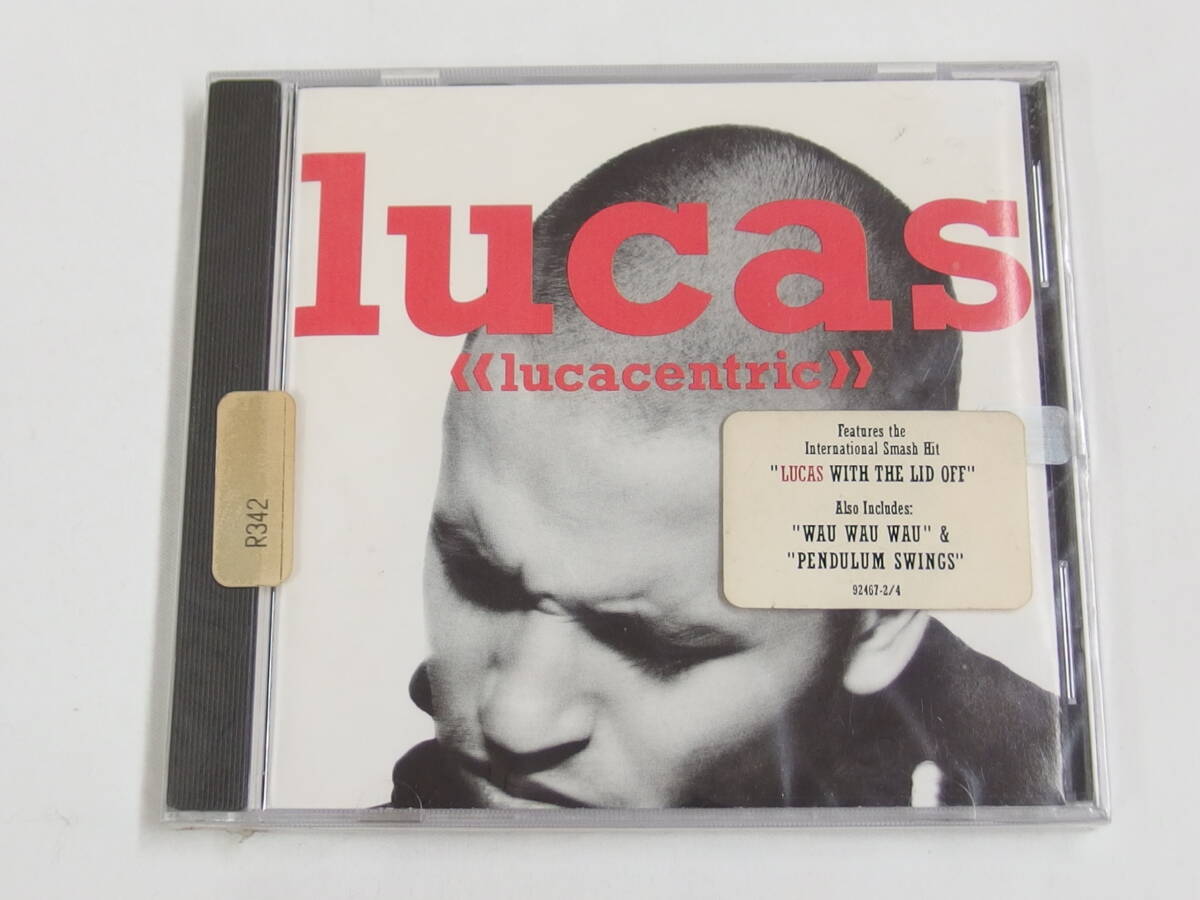 lucas
«lucacentric»
Features the
International Smash Hit
"LUCAS WITH THE LID OFF"
Also Includes:
"WAU WAU WAU" &
"PENDULUM SWINGS"
92467-2/4
R342